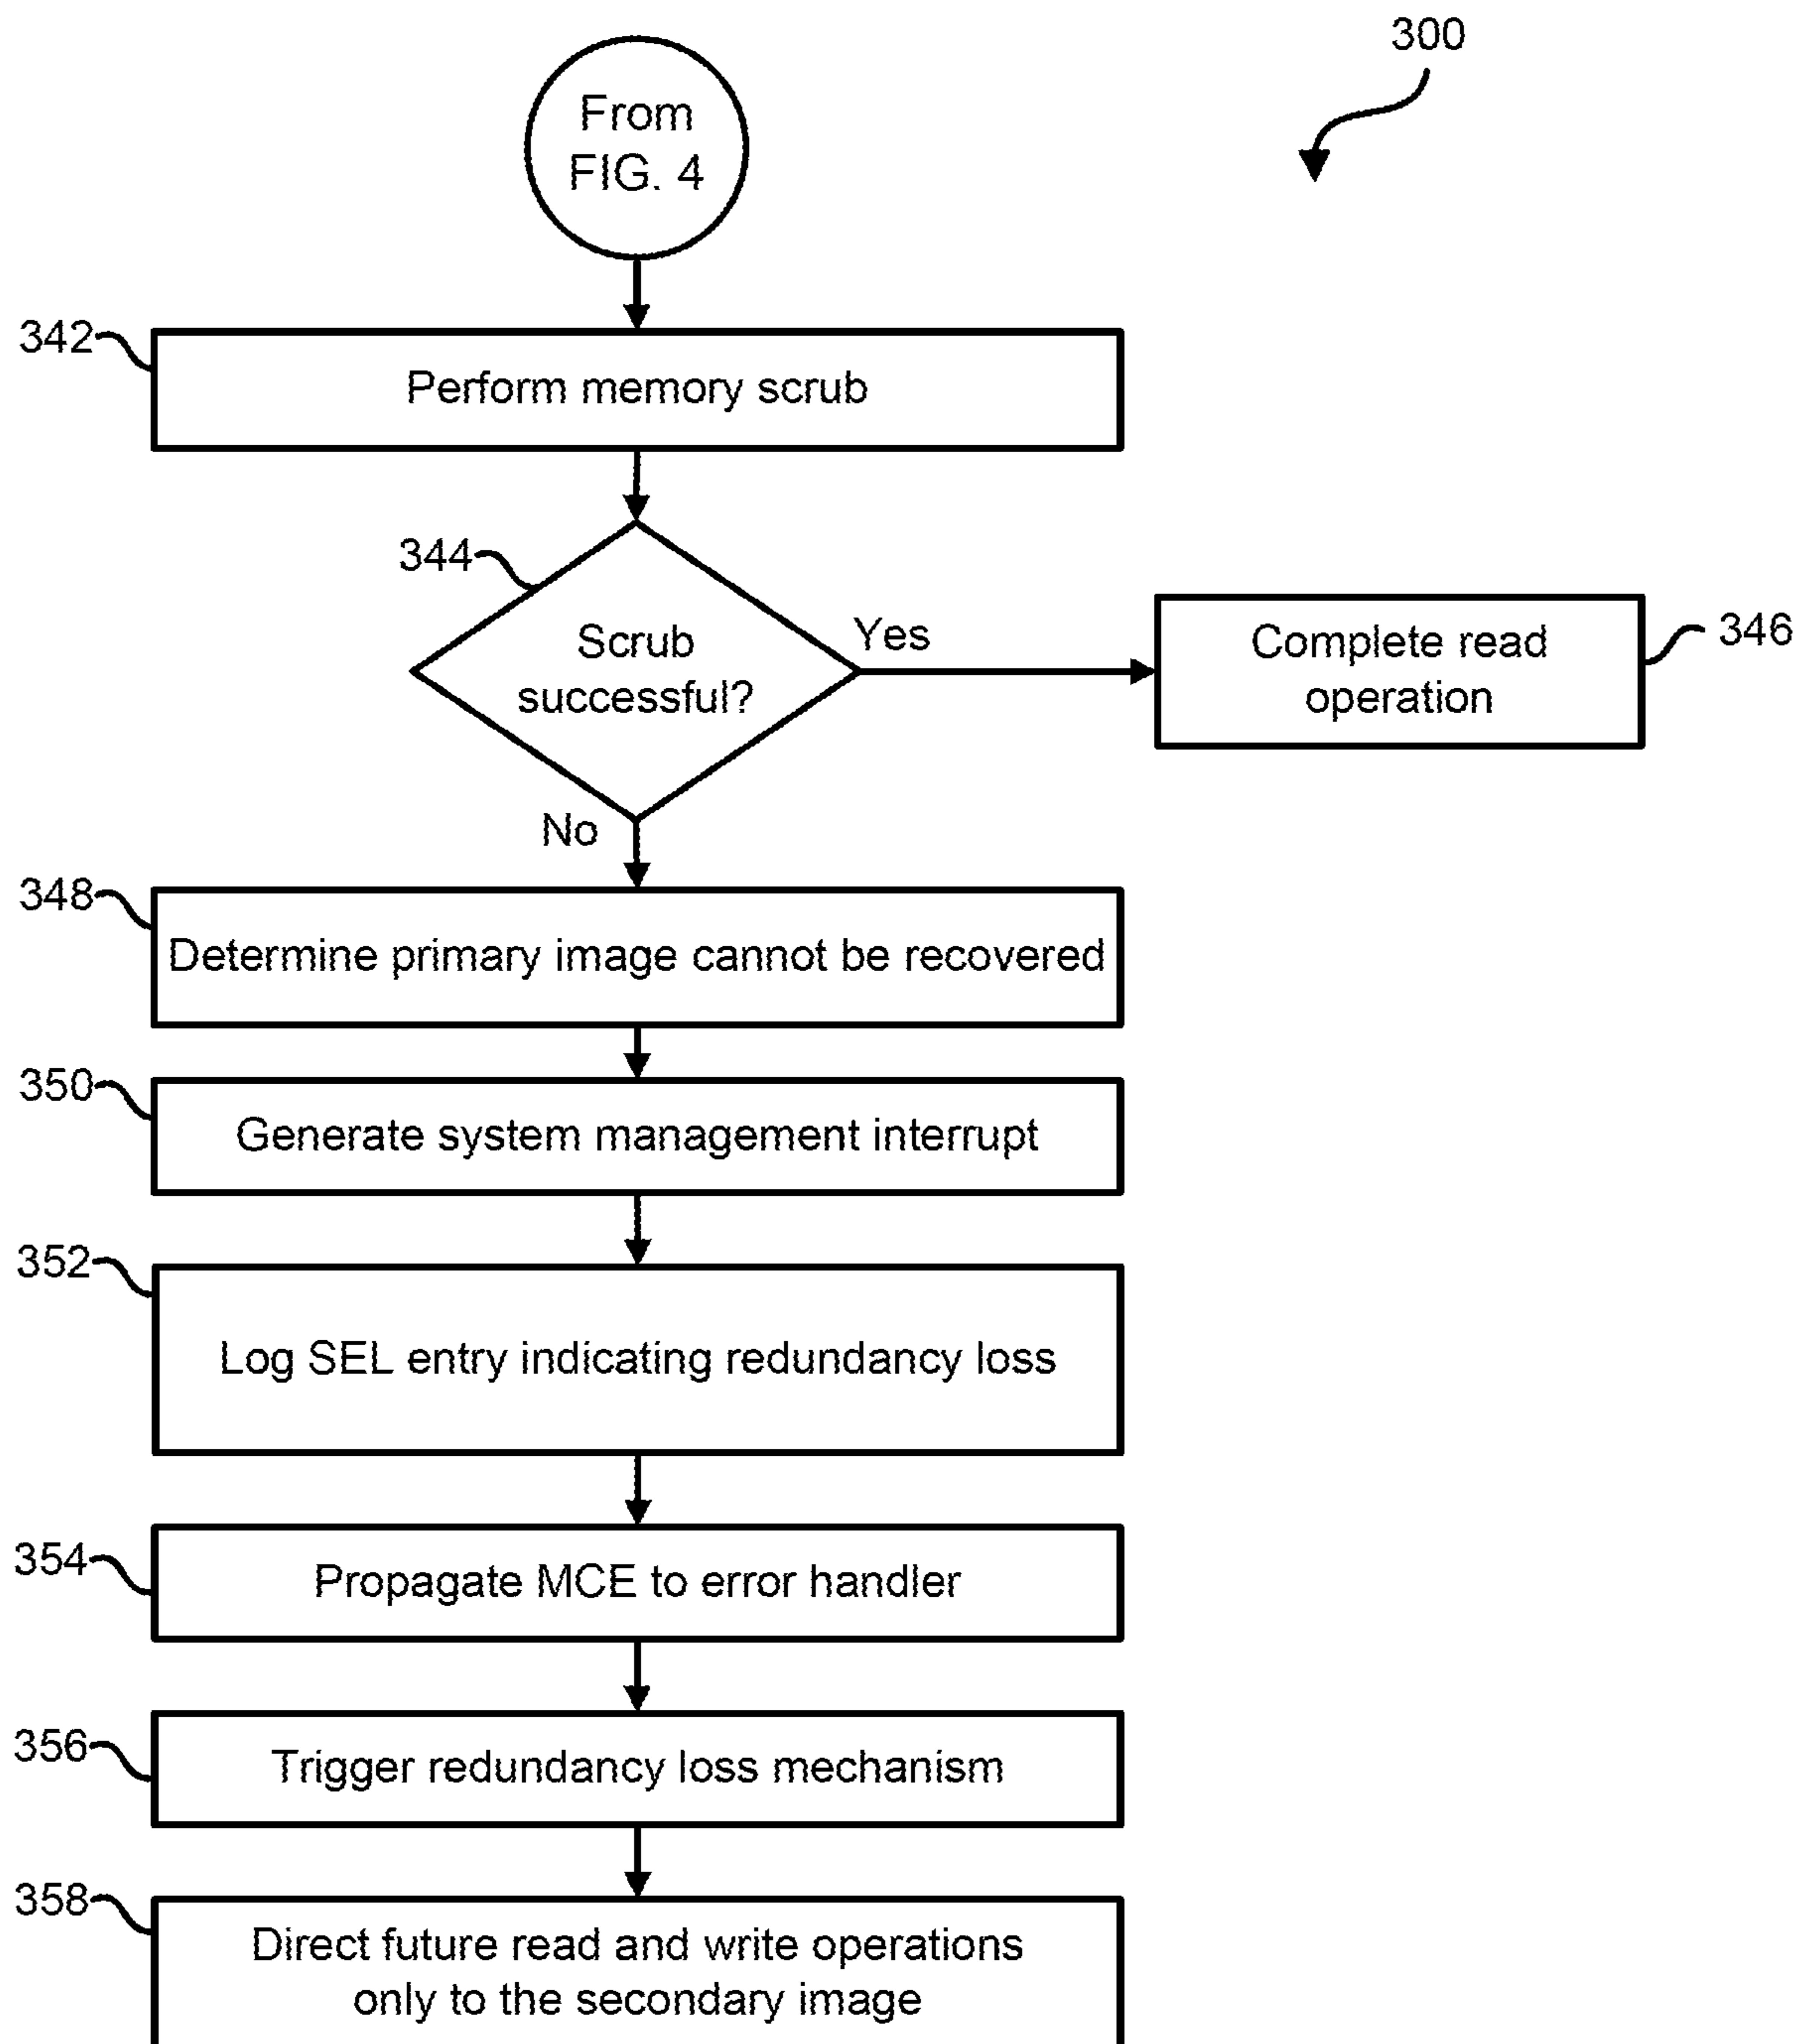 300
From
FIG. 4
342
Perform memory scrub
344
Scrub
successful?
Yes
Complete read
operation
346
No
348
Determine primary image cannot be recovered
350
Generate system management interrupt
352
Log SEL entry indicating redundancy loss
354
Propagate MCE to error handler
356
Trigger redundancy loss mechanism
358
Direct future read and write operations
only to the secondary image